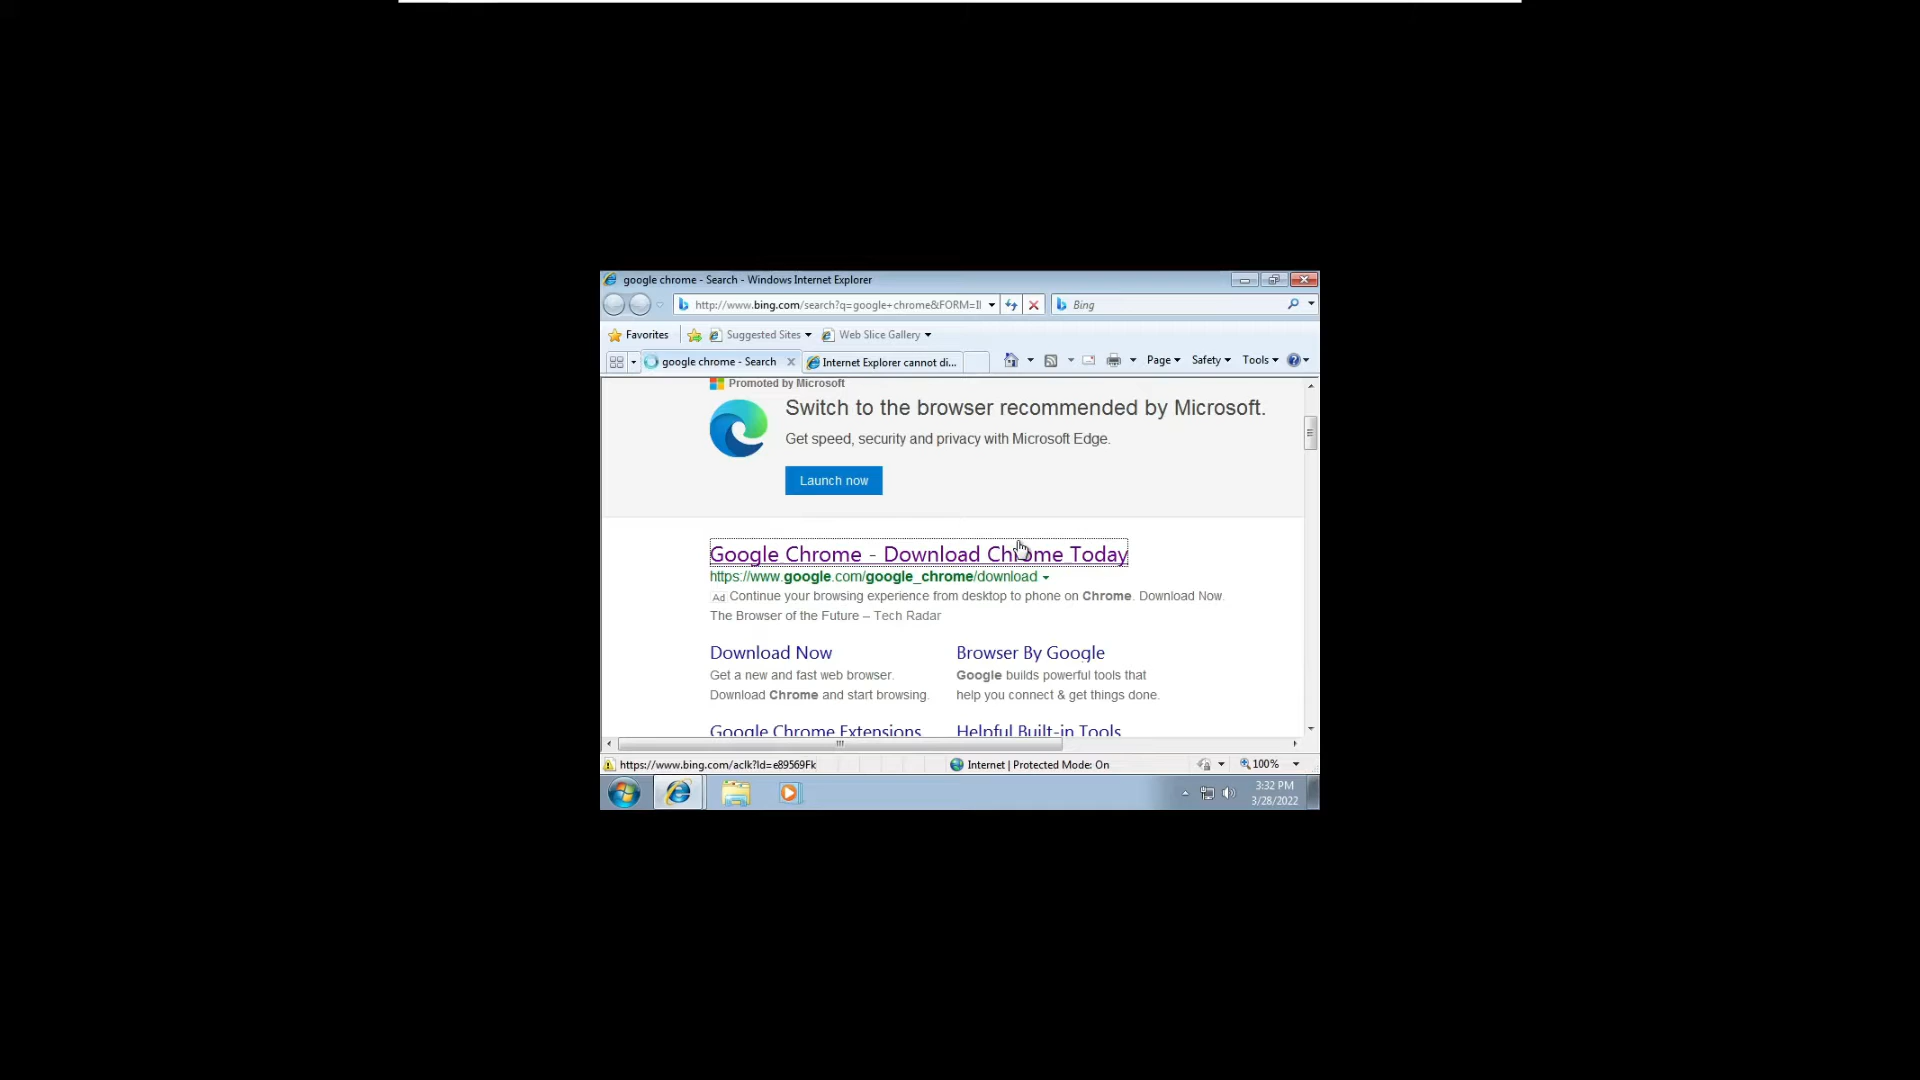 google chrome - Search - Windows Internet Explorer
http://www.bing.com/search?q=google+chrome&FORM=II
Bing
Favorites
Suggested Sites
Web Slice Gallery
google chrome - Search
Internet Explorer cannot di...
Page
Safety
Tools
Promoted by Microsoft
Switch to the browser recommended by Microsoft.
Get speed, security and privacy with Microsoft Edge.
Launch now
Google Chrome - Download Chrome Today
https://www.google.com/google_chrome/download
Ad Continue your browsing experience from desktop to phone on Chrome. Download Now.
The Browser of the Future – Tech Radar
Download Now
Get a new and fast web browser.
Download Chrome and start browsing.
Browser By Google
Google builds powerful tools that
help you connect & get things done.
Google Chrome Extensions
Helpful Built-in Tools
https://www.bing.com/aclk?ld=e89569Fk
Internet | Protected Mode: On
100%
3:32 PM
3/28/2022